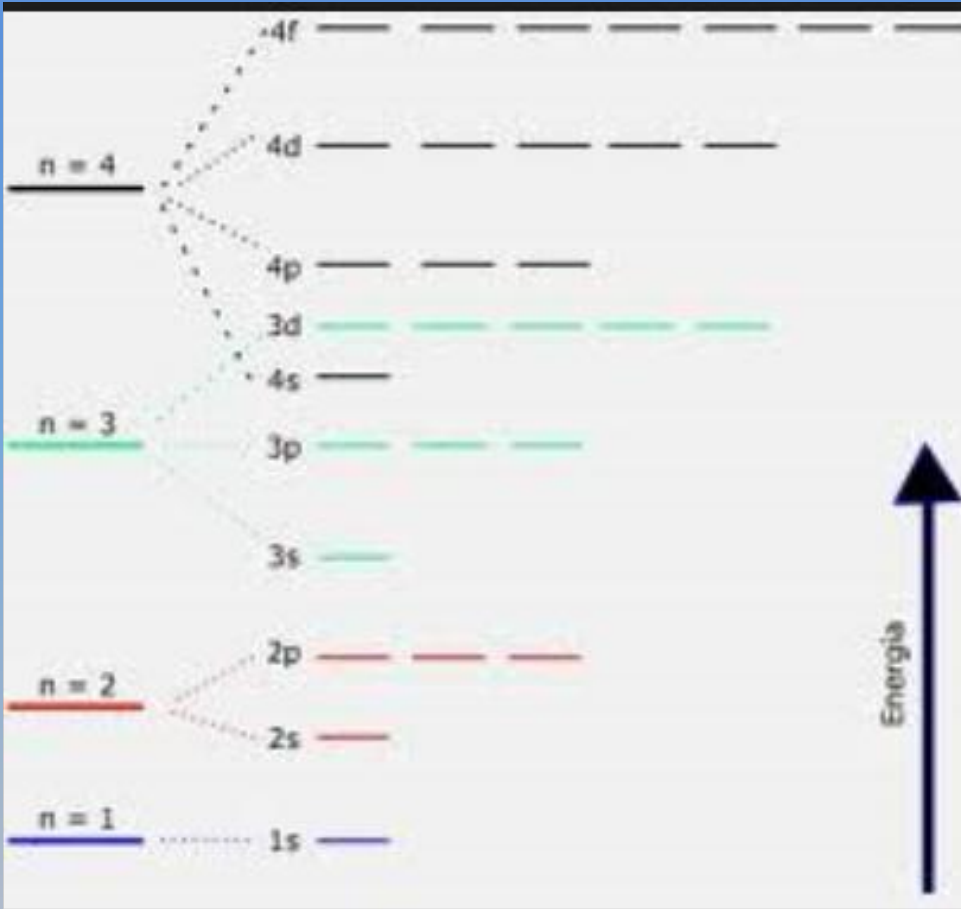 4f
4d
n = 4
4p
3d
4s
n = 3
3p
3s
2p
n = 2
2s
n = 1
1s
Energia